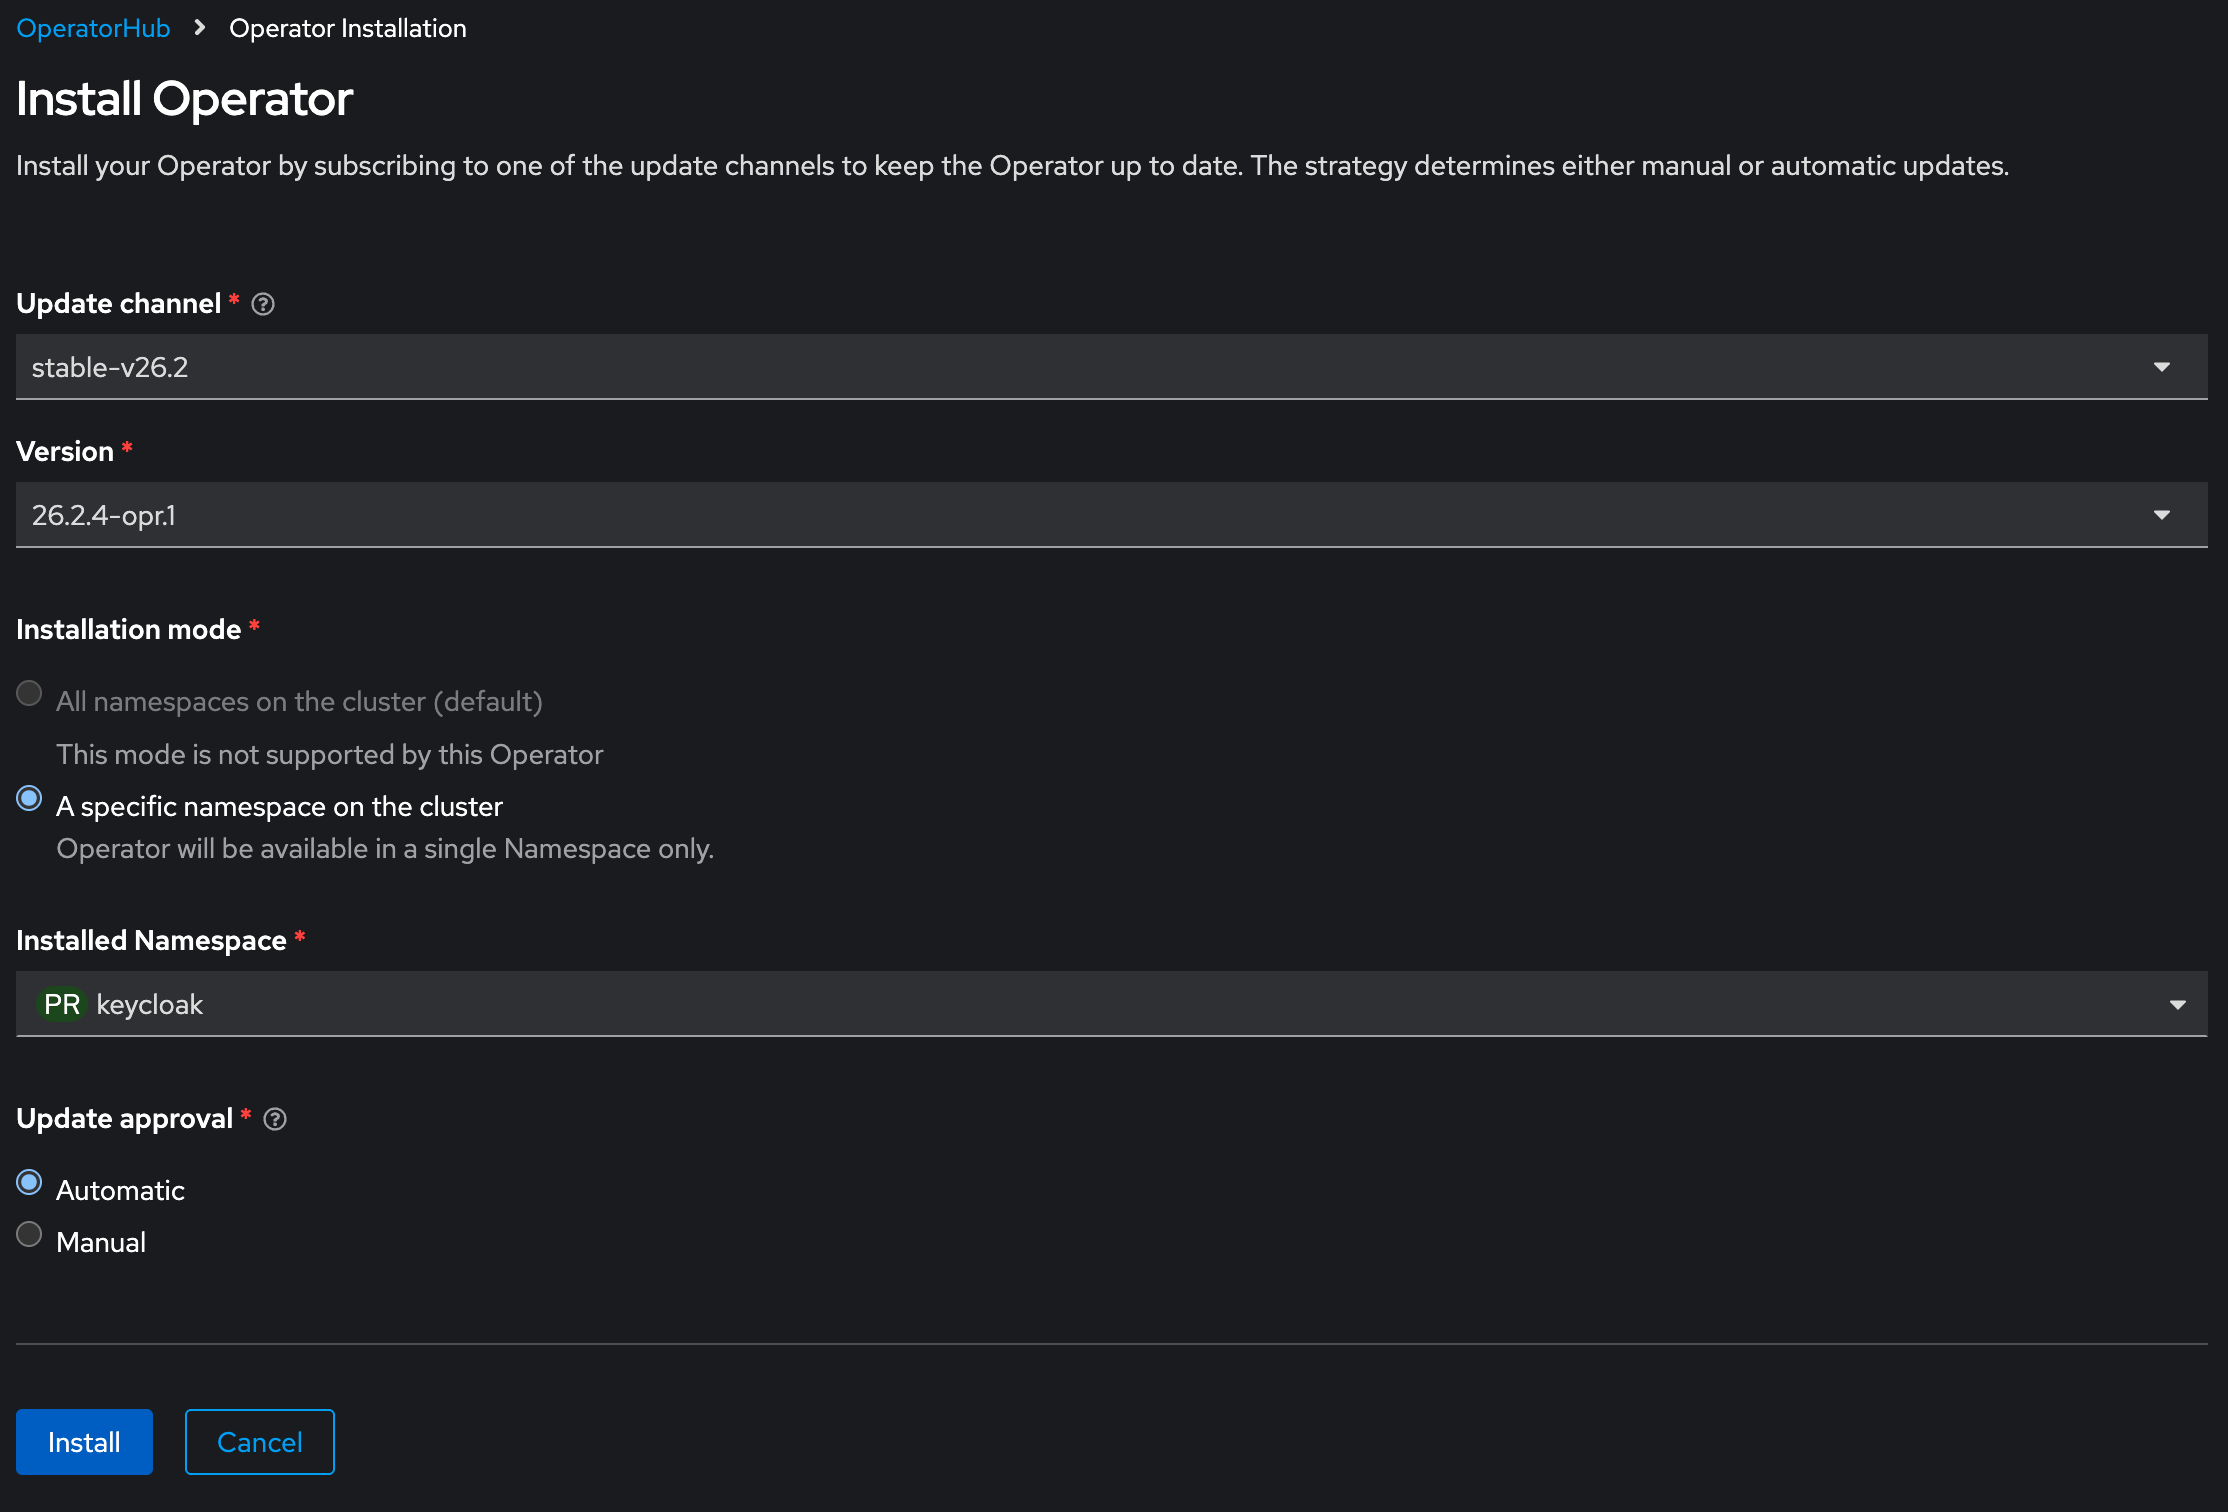 OperatorHub > Operator Installation
Install Operator
Install your Operator by subscribing to one of the update channels to keep the Operator up to date. The strategy determines either manual or automatic updates.
Update channel *
stable-v26.2
Version *
26.2.4-opr.1
Installation mode *
All namespaces on the cluster (default)
This mode is not supported by this Operator
A specific namespace on the cluster
Operator will be available in a single Namespace only.
Installed Namespace *
PR keycloak
Update approval *
Automatic
Manual
Install Cancel